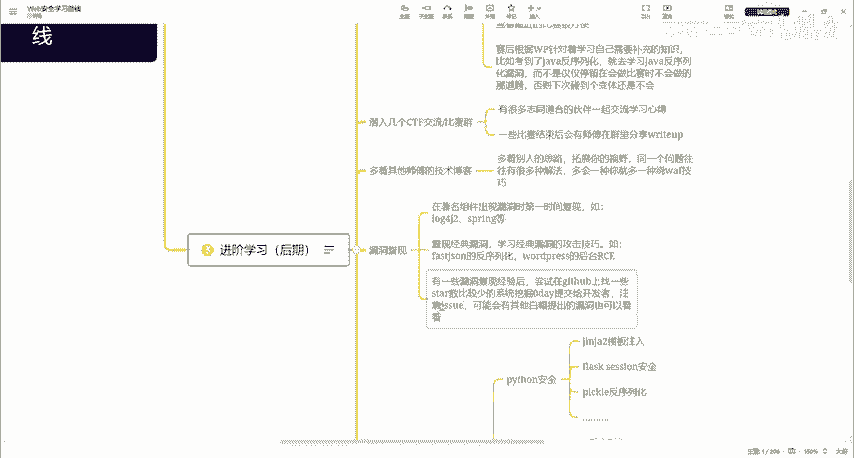 Web安全学习路线
线
赛后根据WP针对着学习自己需要补充的知识，
比如考到了java反序列化，就去学习java反序列
化漏洞，而不是仅仅停留在会做比赛时不会做的
那道题，否则下次碰到个变体还是不会
潜入几个CTF交流/比赛群
有很多志同道合的伙伴一起交流学习心得
一些比赛结束后会有师傅在群里分享writeup
多看其他师傅的技术博客
多看别人的思路，拓展你的视野，同一个问题往
往有很多种解法，多会一种你就多一种绕waf技
巧
进阶学习（后期）
漏洞复现
在著名组件出现漏洞时第一时间复现，如：
log4j2、spring等
复现经典漏洞，学习经典漏洞的攻击技巧。如：
fastjson的反序列化，wordpress的后台RCE
有一些漏洞复现经验后，尝试在github上找一些
star数比较少的系统挖掘0day提交给开发者，注
意issue，可能会有其他白帽提出的漏洞也可以看
看
python安全
jinja2模板注入
flask session安全
pickle反序列化
………
150%
大纲